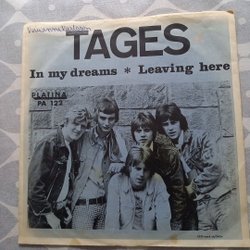 TAGES
In my dreams * Leaving here
PLATINA
PA 122